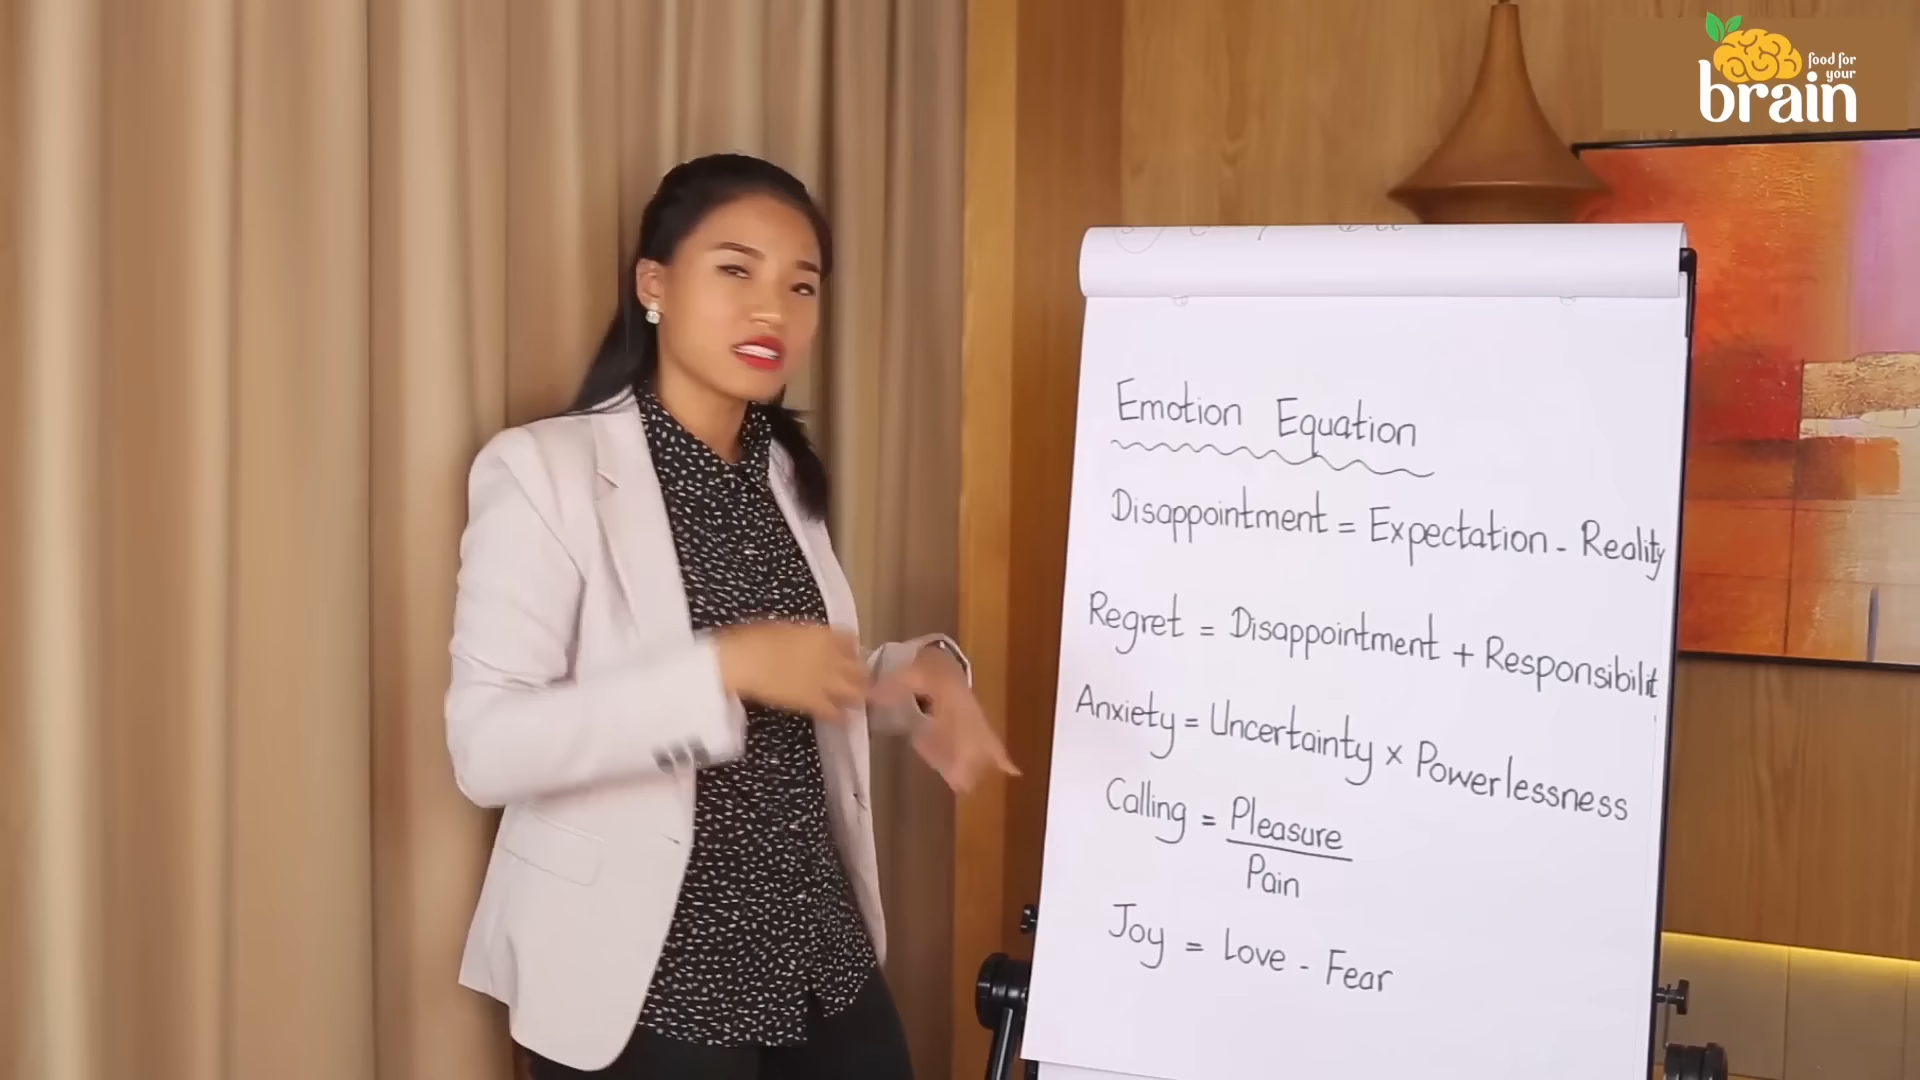 food for
your
brain
Emotion Equation
Disappointment = Expectation - Reality
Regret = Disappointment + Responsibilit
Anxiety = Uncertainty x Powerlessness
Calling = Pleasure
Pain
Joy = Love - Fear